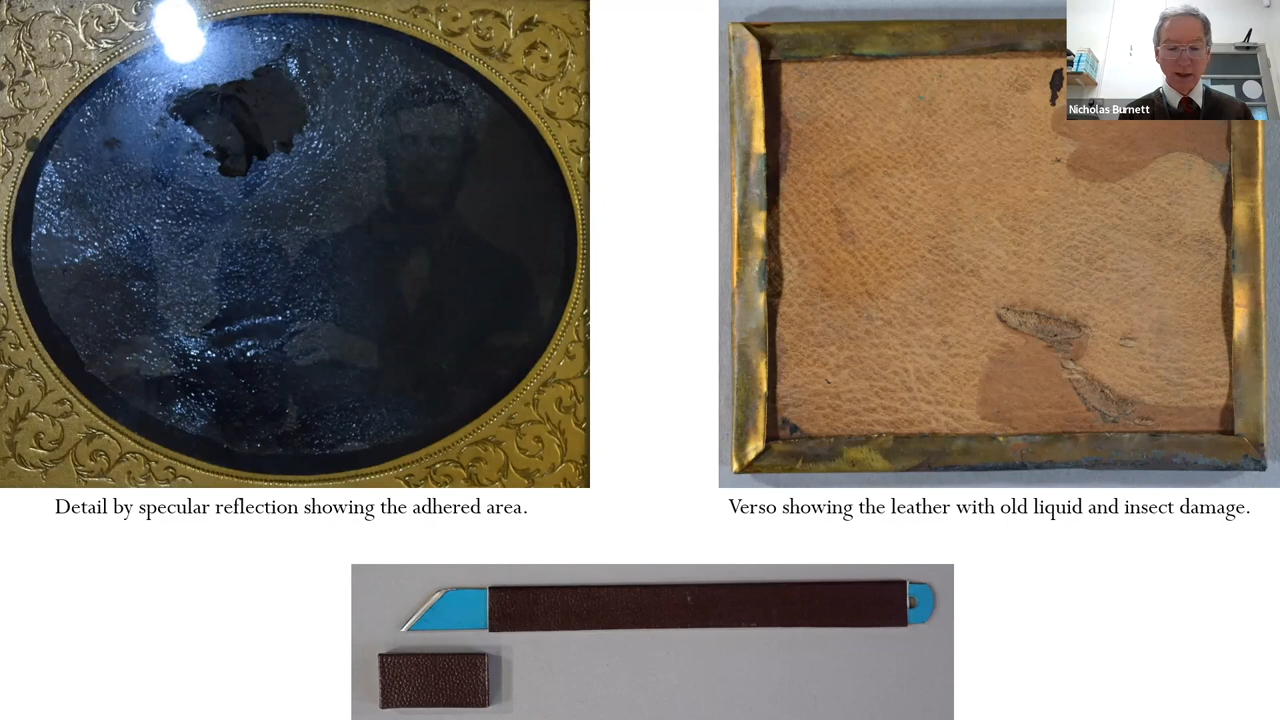 Nicholas Burnett
Detail by specular reflection showing the adhered area.
Verso showing the leather with old liquid and insect damage.